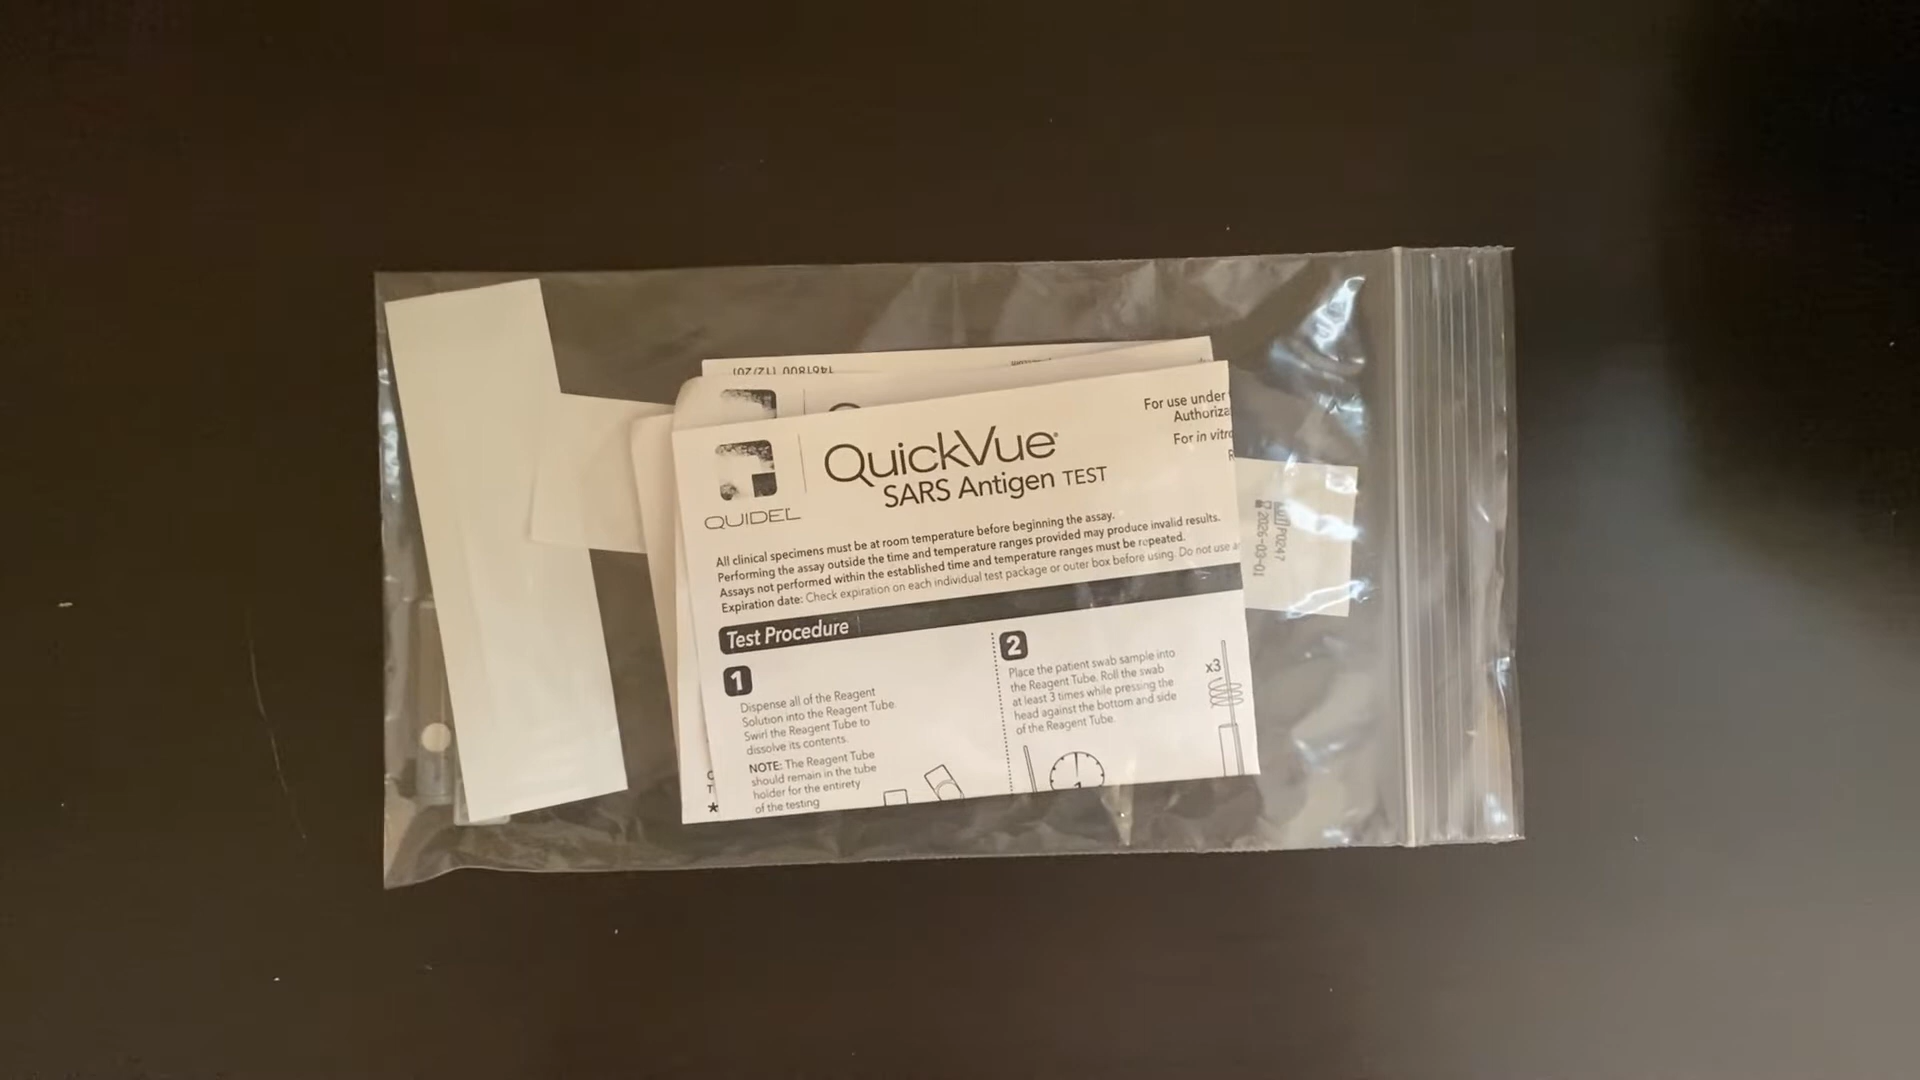 1461800 (12/20)
QUIDEL
QuickVue
SARS Antigen TEST
For use under
Authoriza
For in vitro
R
All clinical specimens must be at room temperature before beginning the assay.
Performing the assay outside the time and temperature ranges provided may produce invalid results.
Assays not performed within the established time and temperature ranges must be repeated.
Expiration date: Check expiration on each individual test package or outer box before using. Do not use a
Test Procedure
1
Dispense all of the Reagent
Solution into the Reagent Tube.
Swirl the Reagent Tube to
dissolve its contents.
NOTE: The Reagent Tube
should remain in the tube
holder for the entirety
of the testing
2
Place the patient swab sample into
the Reagent Tube. Roll the swab
at least 3 times while pressing the
head against the bottom and side
of the Reagent Tube.
x3
1
C
T
*
LOT P0247
2026-03-01